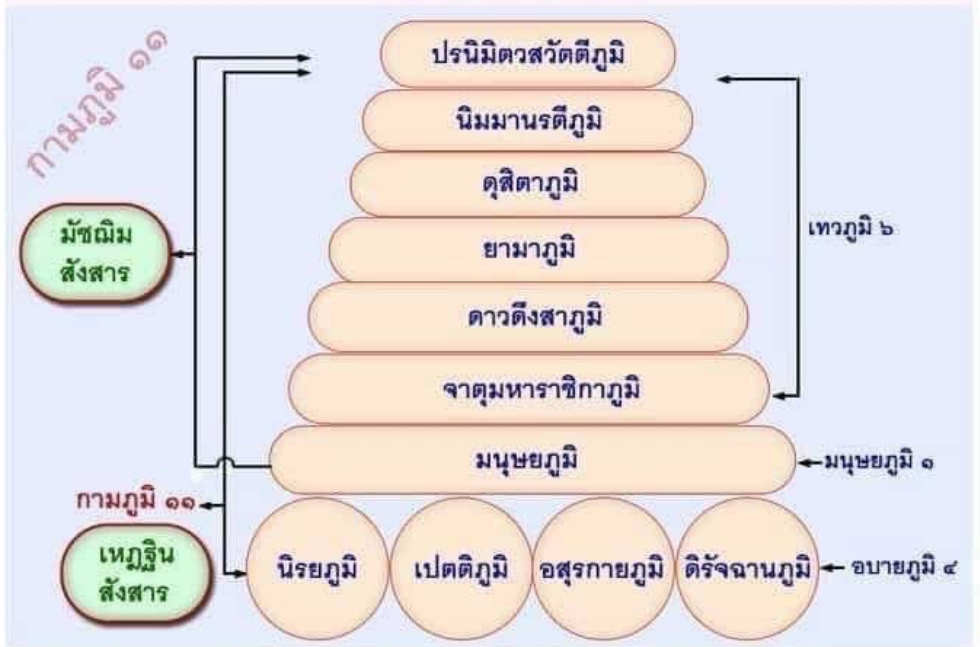 กามภูมิ ๑๑
ปรนิมิตวสวัตตีภูมิ
นิมมานรตีภูมิ
ดุสิตาภูมิ
ยามาภูมิ
ดาวดึงสาภูมิ
จาตุมหาราชิกาภูมิ
มนุษยภูมิ
นิรยภูมิ
เปตติภูมิ
อสุรกายภูมิ
ดิรัจฉานภูมิ
มัชฌิม
สังสาร
กามภูมิ ๑๑
เหฏฐิน
สังสาร
เทวภูมิ ๖
มนุษยภูมิ ๑
อบายภูมิ ๔